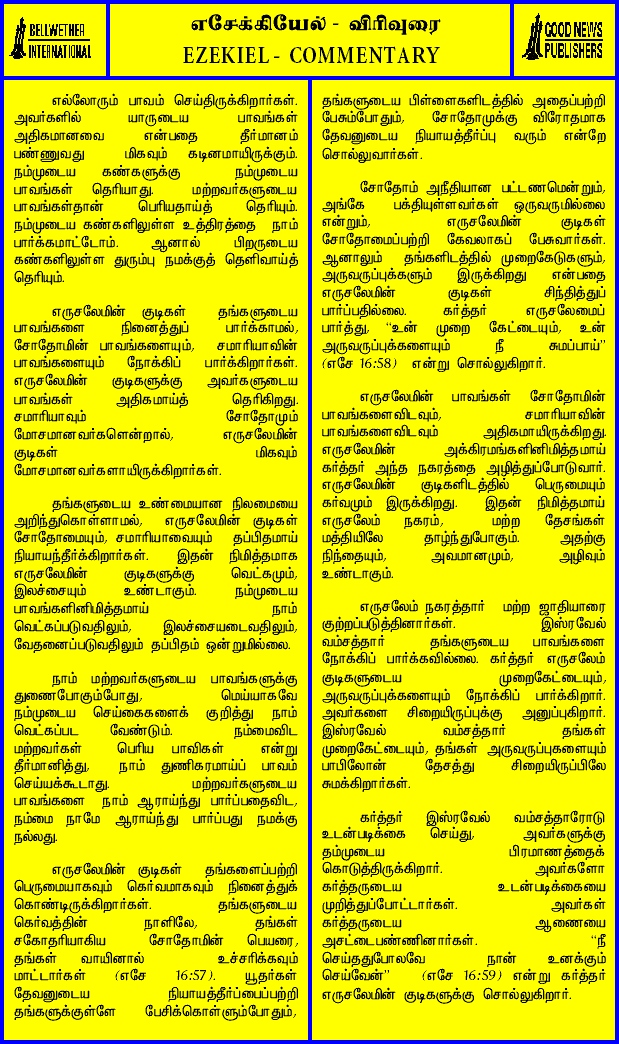 BELLWETHER
INTERNATIONAL
எசேக்கியேல் - விரிவுரை
EZEKIEL - COMMENTARY
GOOD NEWS
PUBLISHERS
எல்லோரும் பாவம் செய்திருக்கிறார்கள்.
அவர்களில் யாருடைய பாவங்கள்
அதிகமானவை என்பதை தீர்மானம்
பண்ணுவது மிகவும் கடினமாயிருக்கும்.
நம்முடைய கண்களுக்கு நம்முடைய
பாவங்கள் தெரியாது. மற்றவர்களுடைய
பாவங்கள்தான் பெரியதாய்த் தெரியும்.
நம்முடைய கண்களிலுள்ள உத்திரத்தை நாம்
பார்க்கமாட்டோம். ஆனால் பிறருடைய
கண்களிலுள்ள துரும்பு நமக்குத் தெளிவாய்த்
தெரியும்.
எருசலேமின் குடிகள் தங்களுடைய
பாவங்களை நினைத்துப் பார்க்காமல்,
சோதோமின் பாவங்களையும், சமாரியாவின்
பாவங்களையும் நோக்கிப் பார்க்கிறார்கள்.
எருசலேமின் குடிகளுக்கு அவர்களுடைய
பாவங்கள் அதிகமாய்த் தெரிகிறது.
சமாரியாவும் சோதோமும்
மோசமானவர்களென்றால், எருசலேமின்
குடிகள் மிகவும்
மோசமானவர்களாயிருக்கிறார்கள்.
தங்களுடைய உண்மையான நிலமையை
அறிந்துகொள்ளாமல், எருசலேமின் குடிகள்
சோதோமையும், சமாரியாவையும் தப்பிதமாய்
நியாயந்தீர்க்கிறார்கள். இதன் நிமித்தமாக
எருசலேமின் குடிகளுக்கு வெட்கமும்,
இலச்சையும் உண்டாகும். நம்முடைய
பாவங்களினிமித்தமாய் நாம்
வெட்கப்படுவதிலும், இலச்சையடைவதிலும்,
வேதனைப்படுவதிலும் தப்பிதம் ஒன்றுமில்லை.
நாம் மற்றவர்களுடைய பாவங்களுக்கு
துணைபோகும்போது, மெய்யாகவே
நம்முடைய செய்கைகளைக் குறித்து நாம்
வெட்கப்பட வேண்டும். நம்மைவிட
மற்றவர்கள் பெரிய பாவிகள் என்று
தீர்மானித்து, நாம் துணிகரமாய்ப் பாவம்
செய்யக்கூடாது. மற்றவர்களுடைய
பாவங்களை நாம் ஆராய்ந்து பார்ப்பதைவிட,
நம்மை நாமே ஆராய்ந்து பார்ப்பது நமக்கு
நல்லது.
எருசலேமின் குடிகள் தங்களைப்பற்றி
பெருமையாகவும் கெர்வமாகவும் நினைத்துக்
கொண்டிருக்கிறார்கள். தங்களுடைய
கெர்வத்தின் நாளிலே, தங்கள்
சகோதரியாகிய சோதோமின் பெயரை,
தங்கள் வாயினால் உச்சரிக்கவும்
மாட்டார்கள் (எசே 16:57). யூதர்கள்
தேவனுடைய நியாயத்தீர்ப்பைப்பற்றி
தங்களுக்குள்ளே பேசிக்கொள்ளும்போதும்,
தங்களுடைய பிள்ளைகளிடத்தில் அதைப்பற்றி
பேசும்போதும், சோதோமுக்கு விரோதமாக
தேவனுடைய நியாயத்தீர்ப்பு வரும் என்றே
சொல்லுவார்கள்.
சோதோம் அநீதியான பட்டணமென்றும்,
அங்கே பக்தியுள்ளவர்கள் ஒருவருமில்லை
என்றும், எருசலேமின் குடிகள்
சோதோமைப்பற்றி கேவலாகப் பேசுவார்கள்.
ஆனாலும் தங்களிடத்தில் முறைகேடுகளும்,
அருவருப்புக்களும் இருக்கிறது என்பதை
எருசலேமின் குடிகள் சிந்தித்துப்
பார்ப்பதில்லை. கர்த்தர் எருசலேமைப்
பார்த்து, "உன் முறை கேட்டையும், உன்
அருவருப்புக்களையும் நீ சுமப்பாய்"
(எசே 16:58) என்று சொல்லுகிறார்.
எருசலேமின் பாவங்கள் சோதோமின்
பாவங்களைவிடவும், சமாரியாவின்
பாவங்களைவிடவும் அதிகமாயிருக்கிறது.
எருசலேமின் அக்கிரமங்களினிமித்தமாய்
கர்த்தர் அந்த நகரத்தை அழித்துப்போடுவார்.
எருசலேமின் குடிகளிடத்தில் பெருமையும்
கர்வமும் இருக்கிறது. இதன் நிமித்தமாய்
எருசலேம் நகரம், மற்ற தேசங்கள்
மத்தியிலே தாழ்ந்துபோகும். அதற்கு
நிந்தையும், அவமானமும், அழிவும்
உண்டாகும்.
எருசலேம் நகரத்தார் மற்ற ஜாதியாரை
குற்றப்படுத்தினார்கள். இஸ்ரவேல்
வம்சத்தார் தங்களுடைய பாவங்களை
நோக்கிப் பார்க்கவில்லை. கர்த்தர் எருசலேம்
குடிகளுடைய முறைகேட்டையும்,
அருவருப்புக்களையும் நோக்கிப் பார்க்கிறார்.
அவர்களை சிறையிருப்புக்கு அனுப்புகிறார்.
இஸ்ரவேல் வம்சத்தார் தங்கள்
முறைகேட்டையும், தங்கள் அருவருப்புகளையும்
பாபிலோன் தேசத்து சிறையிருப்பிலே
சுமக்கிறார்கள்.
கர்த்தர் இஸ்ரவேல் வம்சத்தாரோடு
உடன்படிக்கை செய்து, அவர்களுக்கு
தம்முடைய பிரமாணத்தைக்
கொடுத்திருக்கிறார். அவர்களோ
கர்த்தருடைய உடன்படிக்கையை
முறித்துப்போட்டார்கள். அவர்கள்
கர்த்தருடைய ஆணையை
அசட்டைபண்ணினார்கள். "நீ
செய்ததுபோலவே நான் உனக்கும்
செய்வேன்" (எசே 16:59) என்று கர்த்தர்
எருசலேமின் குடிகளுக்கு சொல்லுகிறார்.